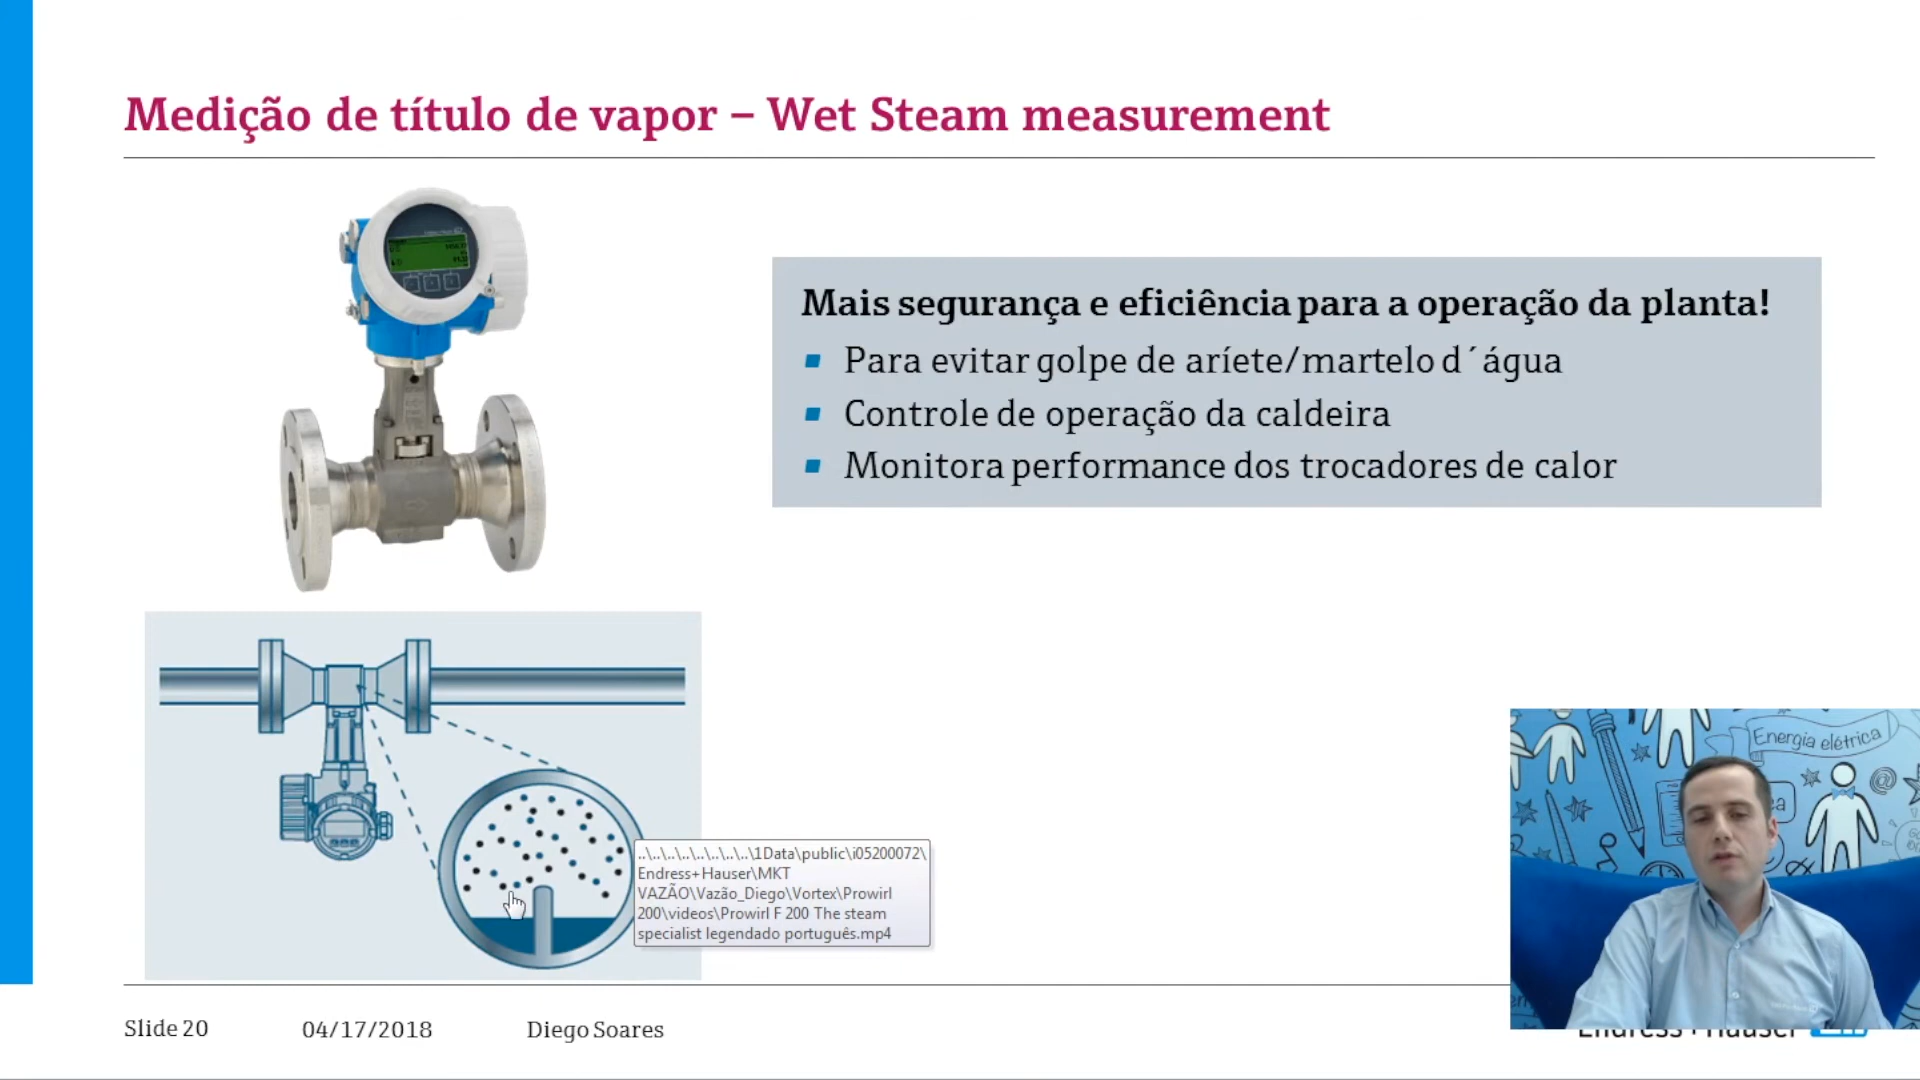 Medição de título de vapor – Wet Steam measurement
Mais segurança e eficiência para a operação da planta!
Para evitar golpe de aríete/martelo d´água
Controle de operação da caldeira
Monitora performance dos trocadores de calor
..\..\..\..\..\..\..\..\1Data\public\i05200072\
Endress+Hauser\MKT
VAZÃO\Vazão_Diego\Vortex\Prowirl
200\videos\Prowirl F 200 The steam
specialist legendado português.mp4
Energia elétrica
Slide 20
04/17/2018
Diego Soares
Endress+Hauser